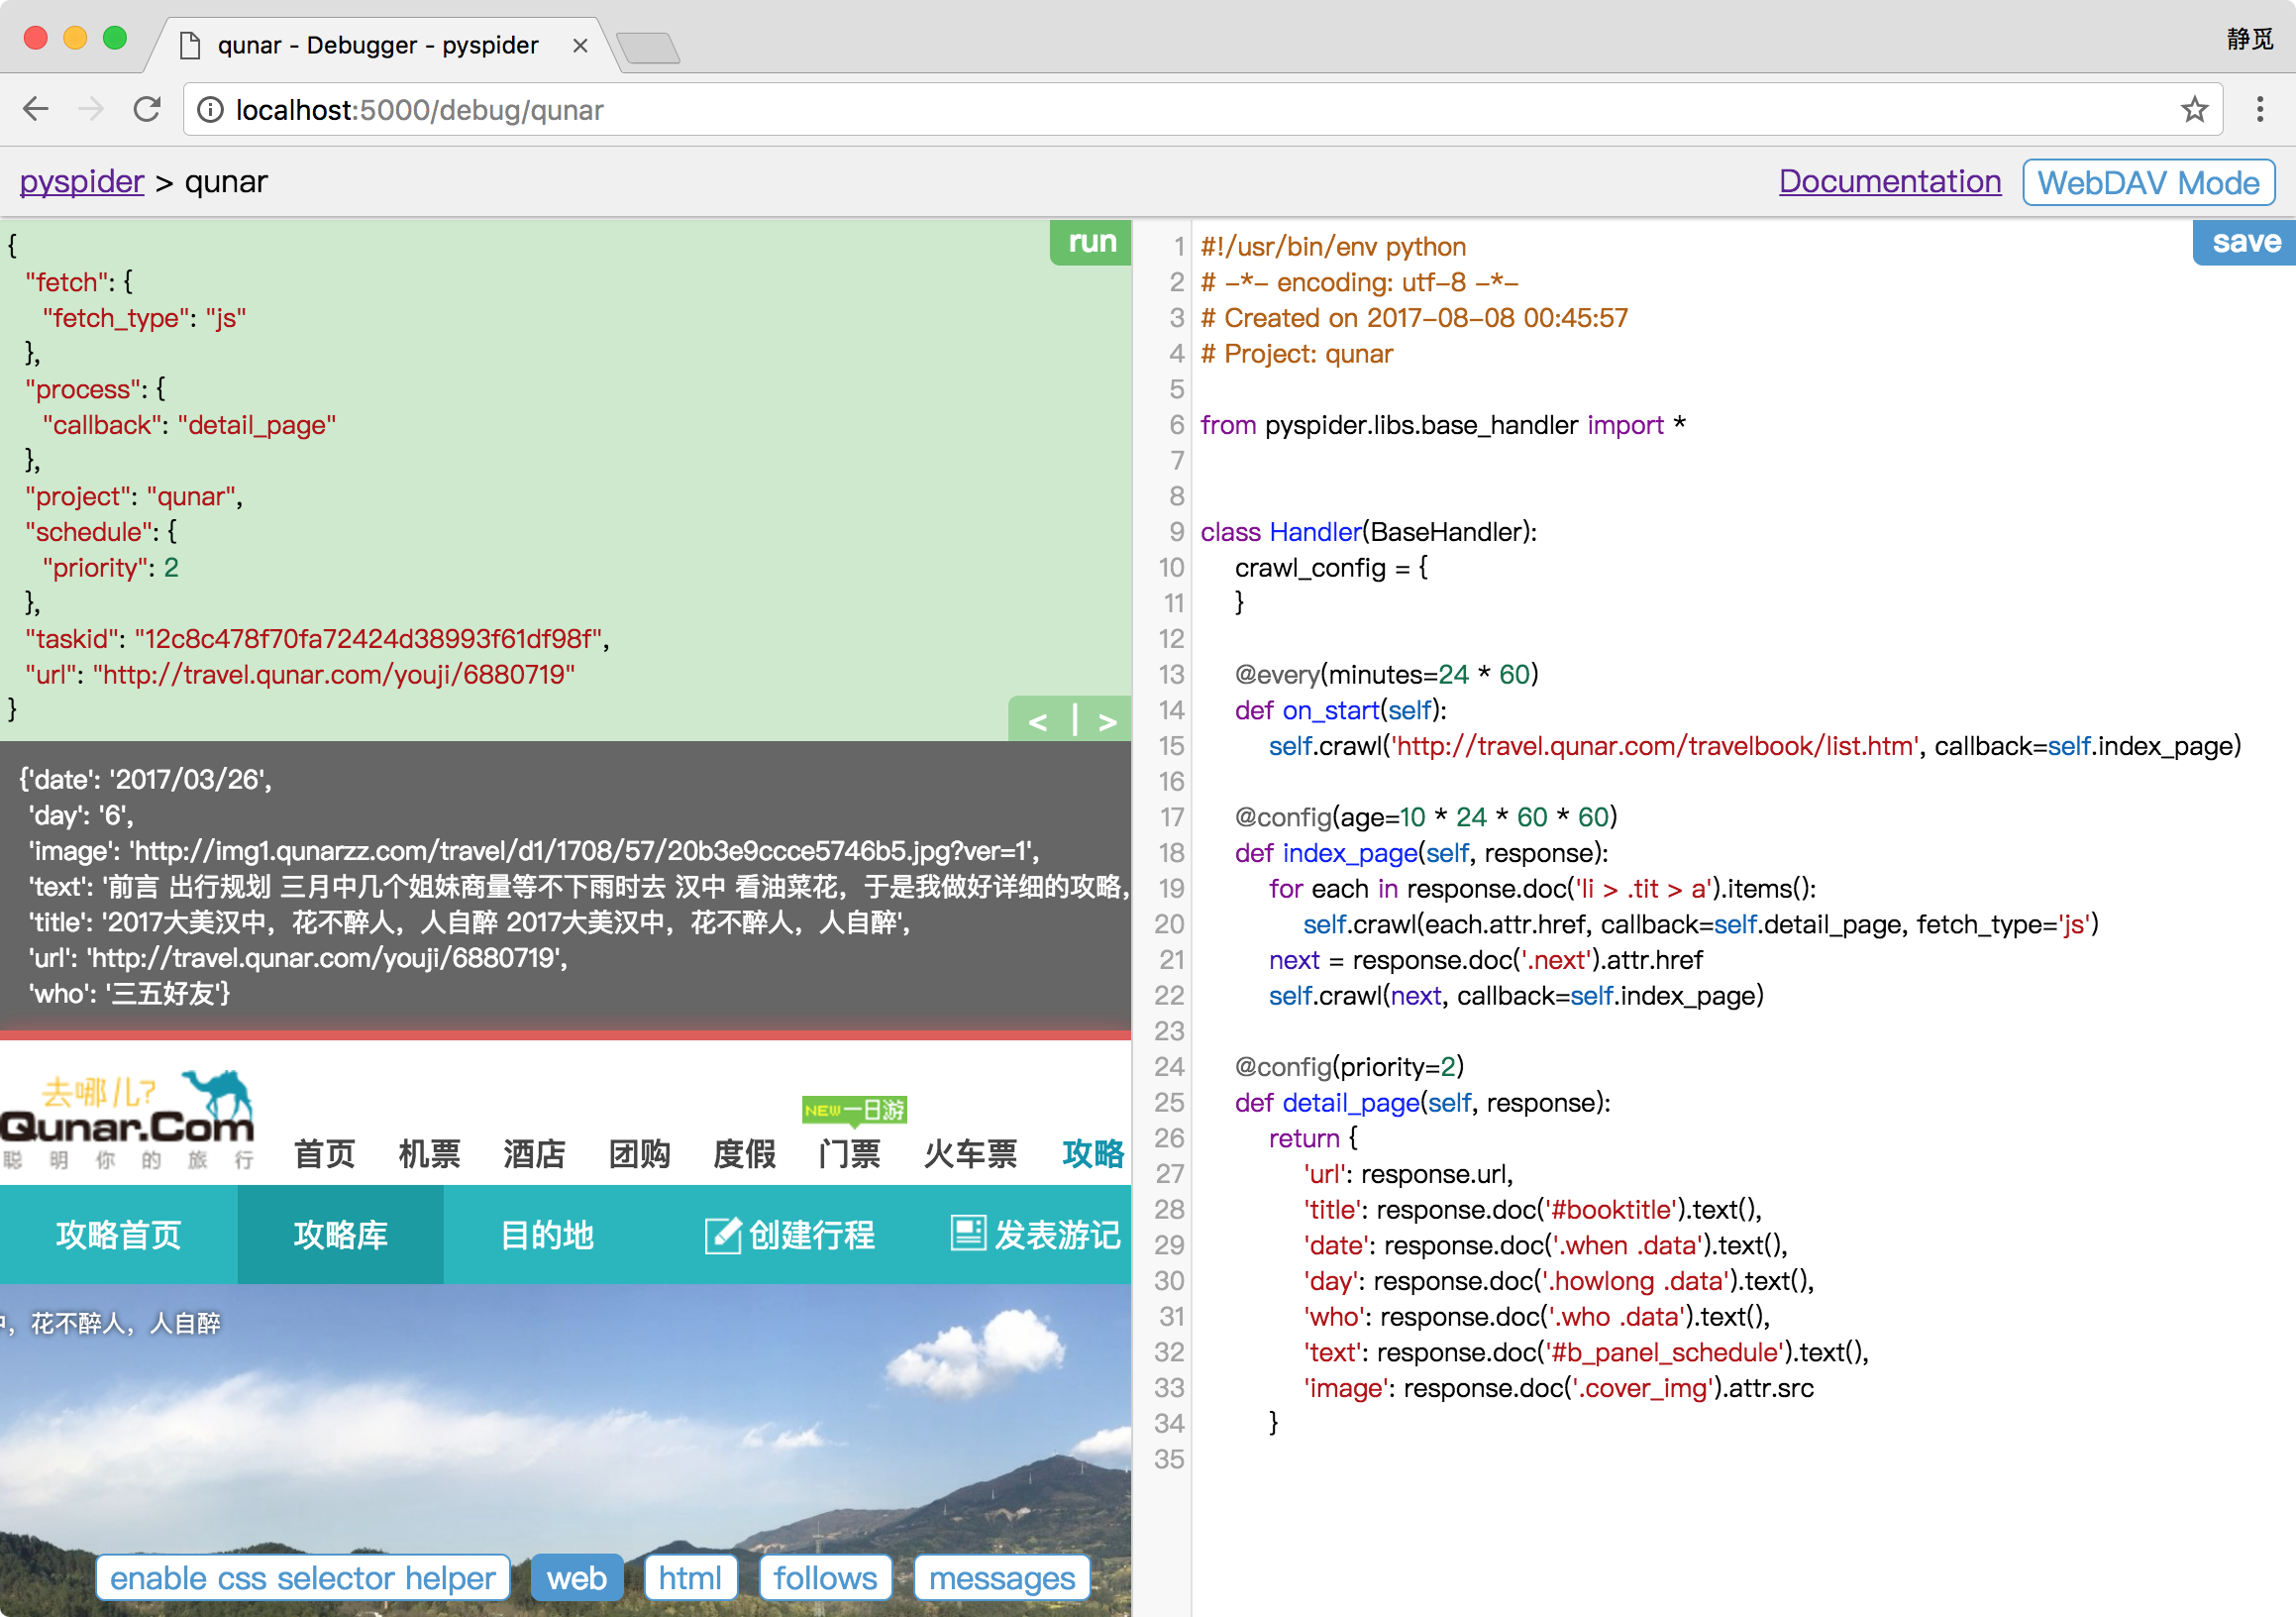 qunar - Debugger - pyspider
静觅
localhost:5000/debug/qunar
pyspider > qunar
Documentation
WebDAV Mode
{
"fetch": {
"fetch_type": "js"
},
"process": {
"callback": "detail_page"
},
"project": "qunar",
"schedule": {
"priority": 2
},
"taskid": "12c8c478f70fa72424d38993f61df98f",
"url": "http://travel.qunar.com/youji/6880719"
}
run
< | >
{'date': '2017/03/26',
'day': '6',
'image': 'http://img1.qunarzz.com/travel/d1/1708/57/20b3e9ccce5746b5.jpg?ver=1',
'text': '前言 出行规划 三月中几个姐妹商量等不下雨时去 汉中 看油菜花，于是我做好详细的攻略,
'title': '2017大美汉中，花不醉人，人自醉 2017大美汉中，花不醉人，人自醉',
'url': 'http://travel.qunar.com/youji/6880719',
'who': '三五好友'}
去哪儿?
Qunar.Com
聪明你的旅行
NEW一日游
首页 机票 酒店 团购 度假 门票 火车票 攻略
攻略首页 攻略库 目的地 创建行程 发表游记
，花不醉人，人自醉
enable css selector helper web html follows messages
save
1 #!/usr/bin/env python
2 # -*- encoding: utf-8 -*-
3 # Created on 2017-08-08 00:45:57
4 # Project: qunar
5
6 from pyspider.libs.base_handler import *
7
8
9 class Handler(BaseHandler):
10 crawl_config = {
11 }
12
13 @every(minutes=24 * 60)
14 def on_start(self):
15 self.crawl('http://travel.qunar.com/travelbook/list.htm', callback=self.index_page)
16
17 @config(age=10 * 24 * 60 * 60)
18 def index_page(self, response):
19 for each in response.doc('li > .tit > a').items():
20 self.crawl(each.attr.href, callback=self.detail_page, fetch_type='js')
21 next = response.doc('.next').attr.href
22 self.crawl(next, callback=self.index_page)
23
24 @config(priority=2)
25 def detail_page(self, response):
26 return {
27 'url': response.url,
28 'title': response.doc('#booktitle').text(),
29 'date': response.doc('.when .data').text(),
30 'day': response.doc('.howlong .data').text(),
31 'who': response.doc('.who .data').text(),
32 'text': response.doc('#b_panel_schedule').text(),
33 'image': response.doc('.cover_img').attr.src
34 }
35